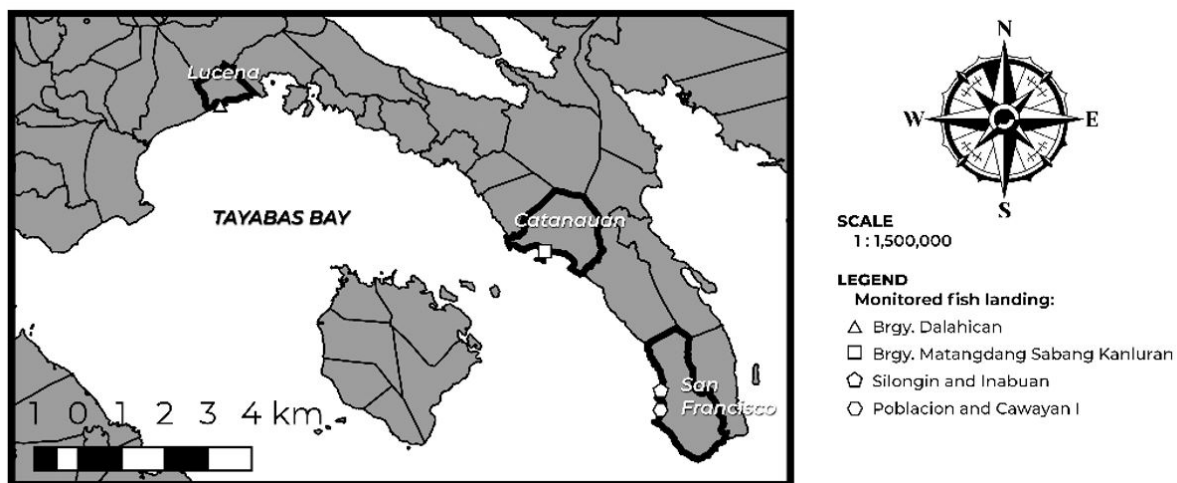 Lucena
TAYABAS BAY
Catanauan
San
Francisco
1 0 1 2 3 4 km
N
W
E
S
SCALE
1 : 1,500,000
LEGEND
Monitored fish landing:
Brgy. Dalahican
Brgy. Matangdang Sabang Kanluran
Silongin and Inabuan
Poblacion and Cawayan I